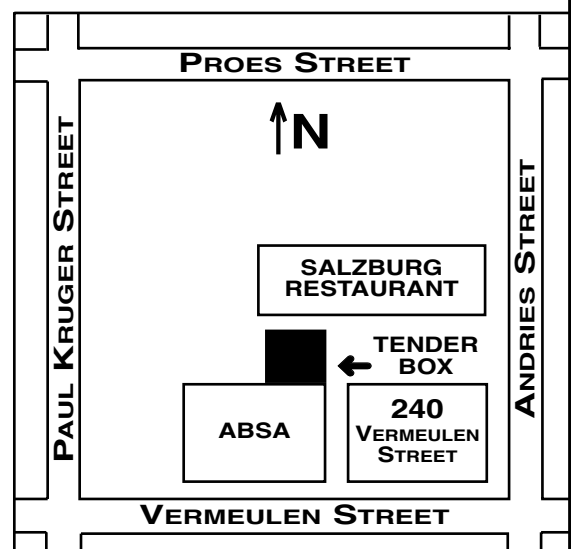 PROES STREET
N
PAUL KRUGER STREET
ANDRIES STREET
SALZBURG
RESTAURANT
TENDER
BOX
ABSA
240
VERMEULEN
STREET
VERMEULEN STREET